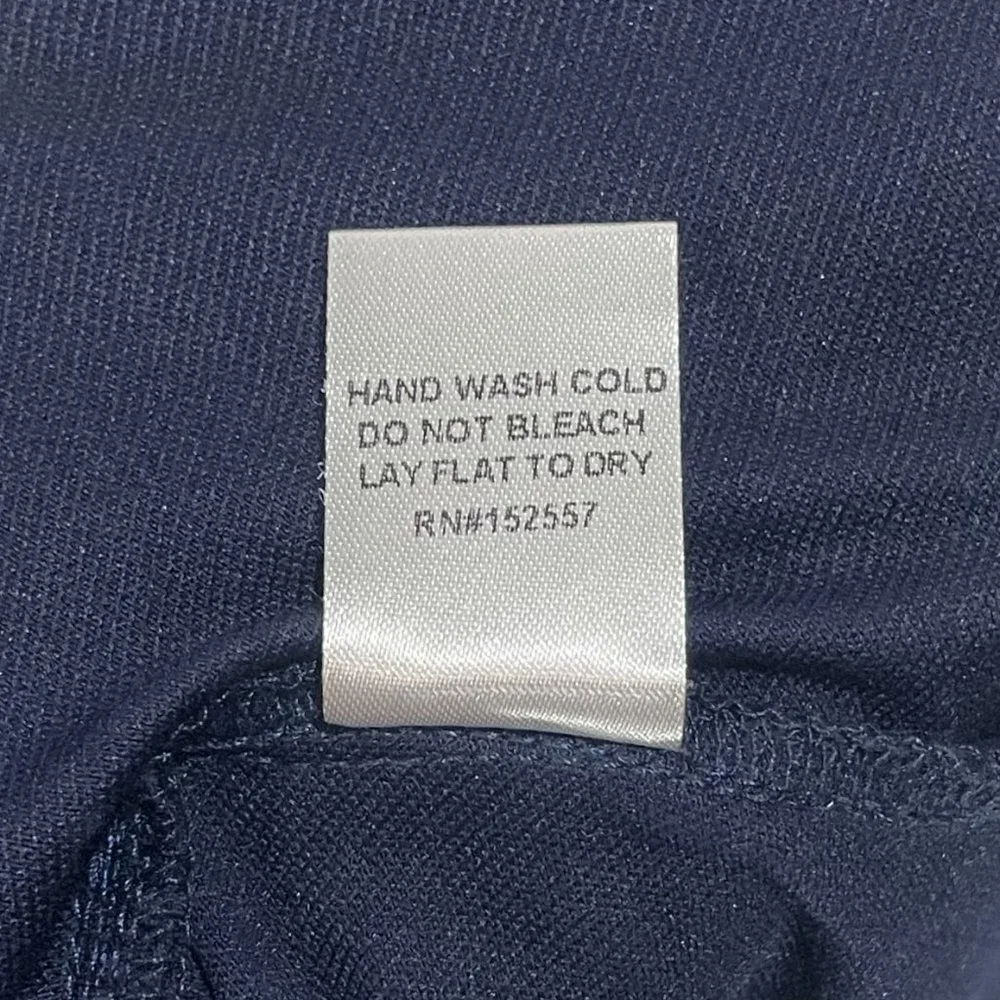 HAND WASH COLD
DO NOT BLEACH
LAY FLAT TO DRY
RN#152557